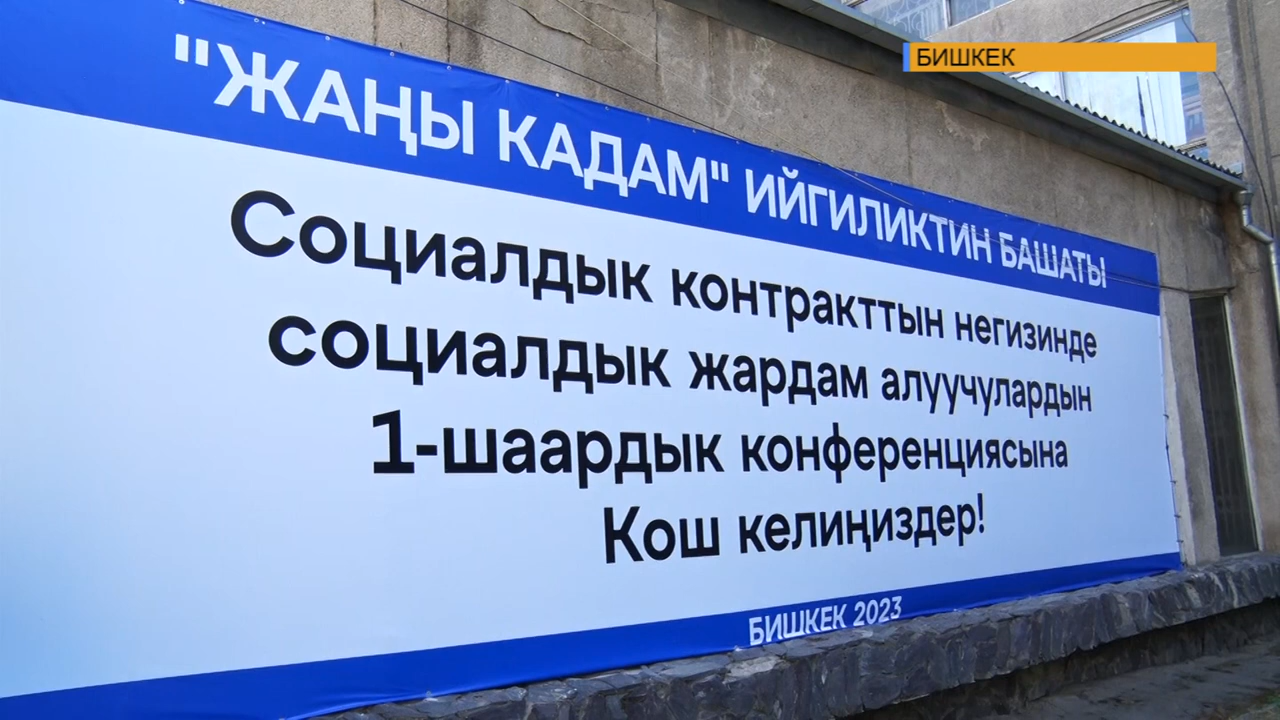 БИШКЕК
"ЖАҢЫ КАДАМ" ИЙГИЛИКТИН БАШАТЫ
Социалдык контракттын негизинде
социалдык жардам алуучулардын
1-шаардык конференциясына
Кош келиңиздер!
БИШКЕК 2023